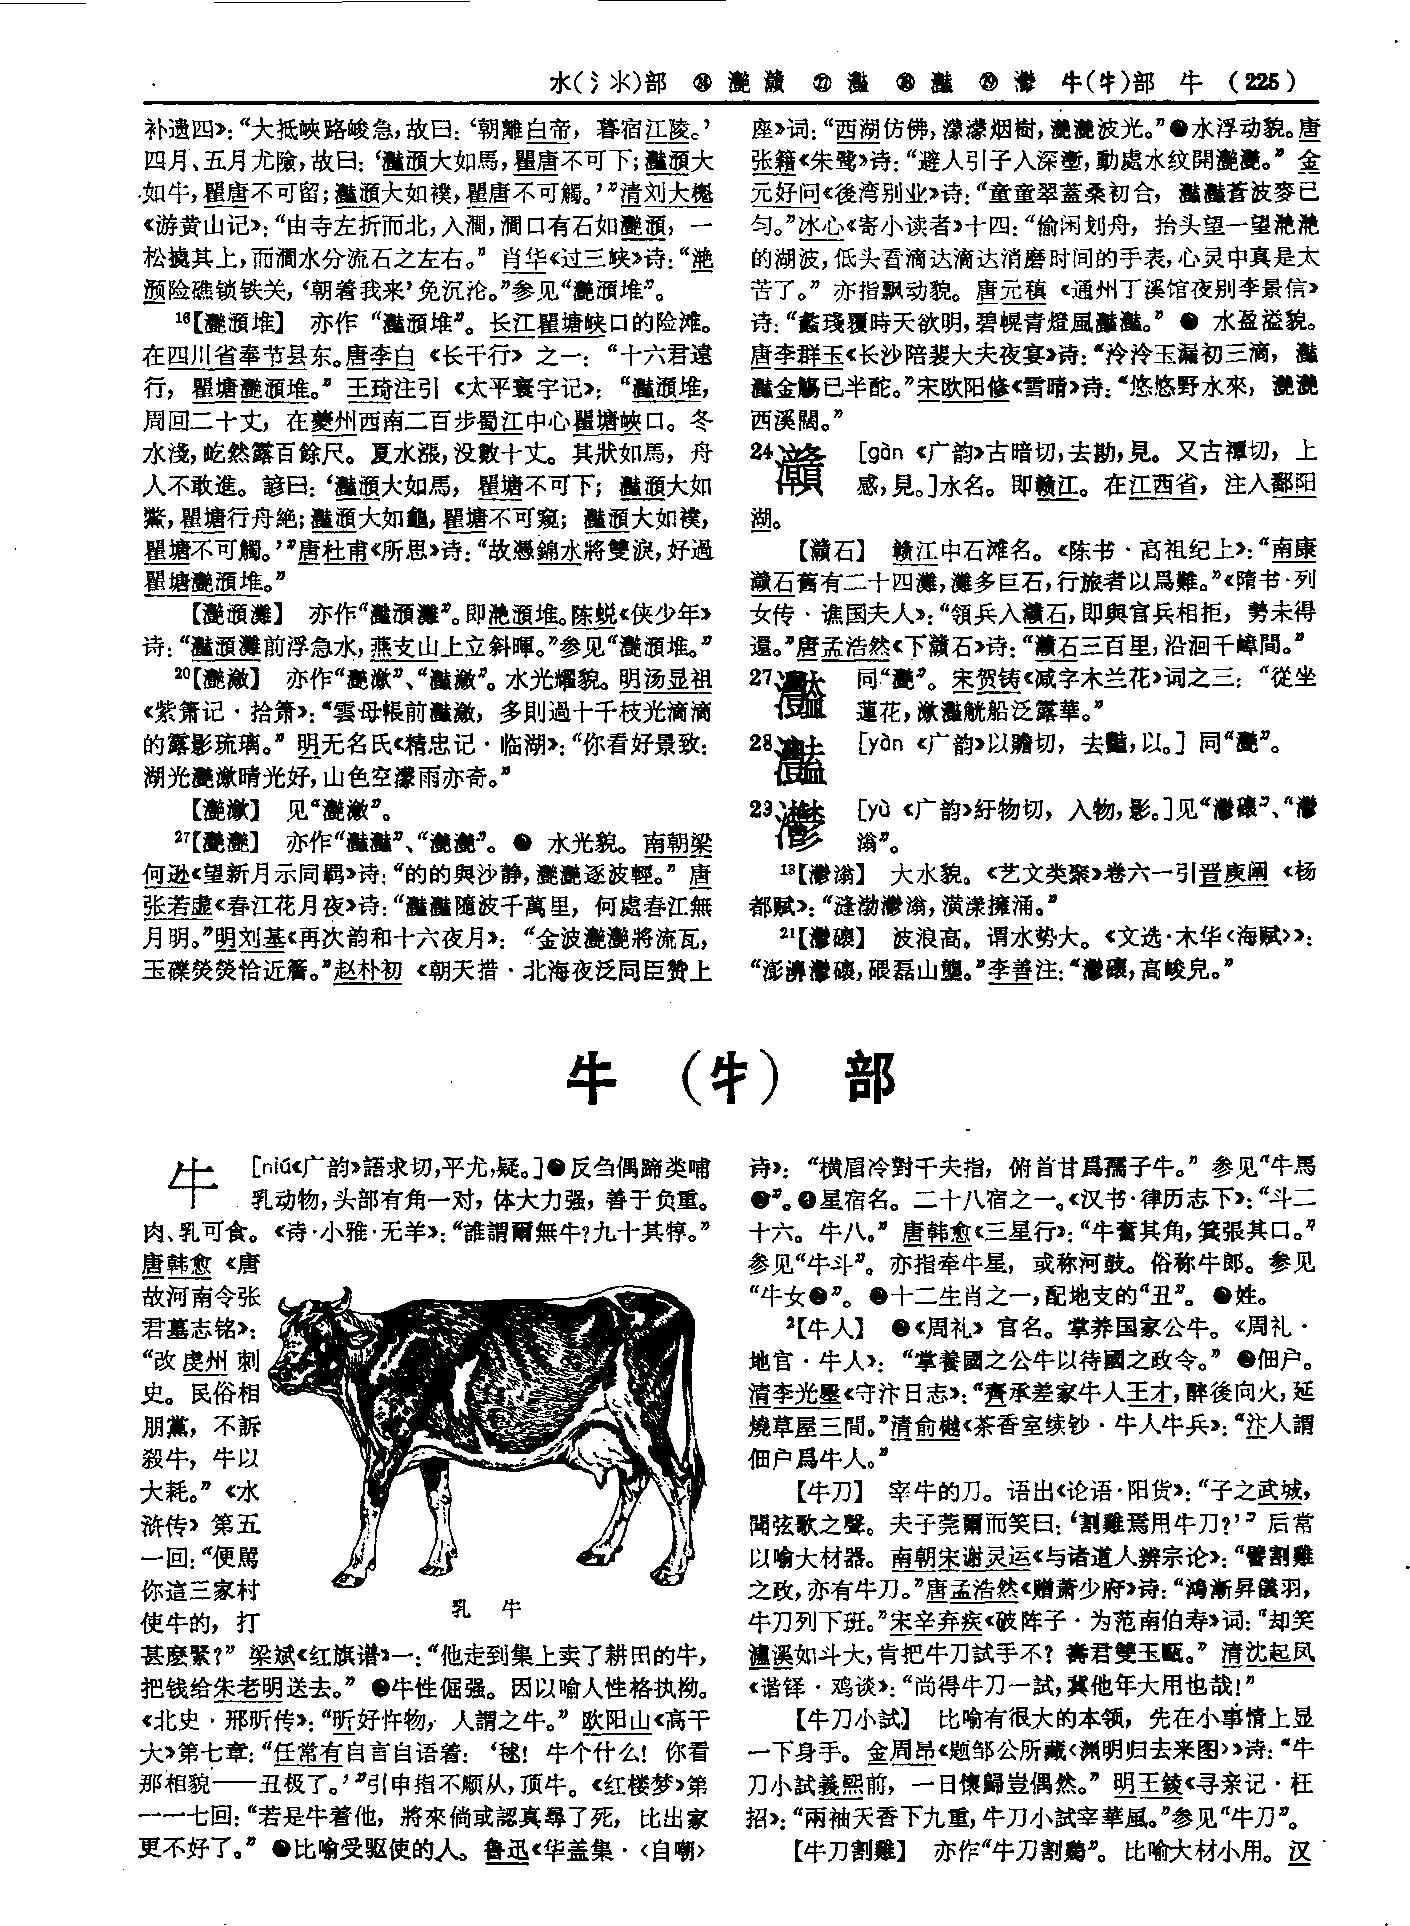 水(氵氺)部 ㉔灧灨 ㉗灩 ㉘灩 ㉙灪 牛(牜)部 牛 (225)
补遗四》：“大抵峽路峻急，故曰：‘朝離白帝，暮宿江陵。’
四月、五月尤險，故曰：‘灩澦大如馬，瞿唐不可下；灩澦大
如牛，瞿唐不可留；灩澦大如襆，瞿唐不可觸。’”清刘大櫆
《游黄山记》：“由寺左折而北，入澗，澗口有石如灧澦，一
松撓其上，而澗水分流石之左右。” 肖华《过三峡》诗：“滟
滪险礁锁铁关，‘朝着我来’免沉沦。”参见“灧澦堆”。
16【灧澦堆】 亦作“灩澦堆”。长江瞿塘峡口的险滩。
在四川省奉节县东。唐李白《长干行》之一：“十六君遠
行，瞿塘灧澦堆。” 王琦注引《太平寰宇记》：“灩澦堆，
周回二十丈，在夔州西南二百步蜀江中心瞿塘峽口。冬
水淺，屹然露百餘尺。夏水漲，没數十丈。其狀如馬，舟
人不敢進。諺曰：‘灩澦大如馬，瞿塘不可下；灩澦大如
鱉，瞿塘行舟絶；灩澦大如龜，瞿塘不可窺；灩澦大如襆，
瞿塘不可觸。’”唐杜甫《所思》诗：“故憑錦水將雙淚，好過
瞿塘灧澦堆。”
【灧澦灘】 亦作“灩澦灘”。即滟澦堆。陈蜕《侠少年》
诗：“灩澦灘前浮急水，燕支山上立斜暉。”参见“灧澦堆。”
20【灧瀲】 亦作“灧澰”、“灩瀲”。水光耀貌。明汤显祖
《紫箫记·拾箫》：“雲母帳前灩瀲，多則過十千枝光滴滴
的露影琉璃。” 明无名氏《精忠记·临湖》：“你看好景致：
湖光灧澰晴光好，山色空濛雨亦奇。”
【灧澰】 见“灧瀲”。
27【灧灧】 亦作“灩灩”、“灔灔”。 ❶ 水光貌。南朝梁
何逊《望新月示同羁》诗：“的的與沙静，灧灧逐波輕。” 唐
张若虚《春江花月夜》诗：“灩灩隨波千萬里，何處春江無
月明。”明刘基《再次韵和十六夜月》：“金波灧灧將流瓦，
玉礫熒熒恰近簷。”赵朴初《朝天措·北海夜泛同臣赞上
座》词：“西湖仿佛，濛濛烟樹，灧灧波光。”❷水浮动貌。唐
张籍《朱鹭》诗：“避人引子入深壍，動處水纹開灧灧。” 金
元好问《後湾别业》诗：“童童翠蓋桑初合，灩灩蒼波麥已
匀。”冰心《寄小读者》十四：“偷闲划舟，抬头望一望滟滟
的湖波，低头看滴达滴达消磨时间的手表，心灵中真是太
苦了。” 亦指飘动貌。唐元稹《通州丁溪馆夜别李景信》
诗：“蠡琖覆時天欲明，碧幌青燈風灩灩。” ❸ 水盈溢貌。
唐李群玉《长沙陪裴大夫夜宴》诗：“泠泠玉漏初三滴，灩
灩金觴已半酡。”宋欧阳修《雪晴》诗：“悠悠野水來，灧灧
西溪闊。”
24灨 [gàn《广韵》古暗切，去勘，見。又古禫切，上
感，見。]水名。即赣江。在江西省，注入鄱阳
湖。
【灨石】 赣江中石滩名。《陈书·高祖纪上》：“南康
灨石舊有二十四灘，灘多巨石，行旅者以爲難。”《隋书·列
女传·谯国夫人》：“領兵入灨石，即與官兵相拒，勢未得
還。”唐孟浩然《下灨石》诗：“灨石三百里，沿洄千嶂間。”
27灩 同“灧”。宋贺铸《减字木兰花》词之三：“從坐
蓮花，澰灩觥船泛露華。”
28灩 [yàn《广韵》以赡切，去豔，以。]同“灧”。
29灪 [yù《广韵》紆物切，入物，影。]见“灪磙”、“灪
滃”。
13【灪滃】 大水貌。《艺文类聚》卷六一引晋庾阐《杨
都赋》：“漨渤灪滃，潢漾擁涌。”
21【灪㠢】 波浪高。谓水势大。《文选·木华〈海赋〉》：
“澎濞灪㠢，碨磊山壟。”李善注：“灪㠢，高峻皃。”
牛 (牜) 部
牛 [niú《广韵》語求切，平尤，疑。]❶反刍偶蹄类哺
乳动物，头部有角一对，体大力强，善于负重。
肉、乳可食。《诗·小雅·无羊》：“誰謂爾無牛？九十其犉。”
唐韩愈《唐
故河南令张
君墓志铭》：
“改虔州刺
史。民俗相
朋黨，不訴
殺牛，牛以
大耗。”《水
浒传》第五
一回：“便罵
你這三家村
使牛的，打
甚麽緊？” 梁斌《红旗谱》一：“他走到集上卖了耕田的牛，
把钱给朱老明送去。” ❷牛性倔强。因以喻人性格执拗。
《北史·邢昕传》：“昕好忤物，人謂之牛。” 欧阳山《高干
大》第七章：“任常有自言自语着：‘毬！牛个什么！你看
那相貌——丑极了。’”引申指不顺从，顶牛。《红楼梦》第
一一七回：“若是牛着他，將來倘或認真尋了死，比出家
更不好了。” ❸比喻受驱使的人。鲁迅《华盖集·〈自嘲〉
乳 牛
诗》：“横眉冷對千夫指，俯首甘爲孺子牛。” 参见“牛馬
❷”。❹星宿名。二十八宿之一。《汉书·律历志下》：“斗二
十六。牛八。” 唐韩愈《三星行》：“牛奮其角，箕張其口。”
参见“牛斗”。亦指牵牛星，或称河鼓。俗称牛郎。参见
“牛女❶”。❺十二生肖之一，配地支的“丑”。❻姓。
2【牛人】 ❶《周礼》官名。掌养国家公牛。《周礼·
地官·牛人》：“掌養國之公牛以待國之政令。” ❷佃户。
清李光壂《守汴日志》：“齊承差家牛人王才，醉後向火，延
燒草屋三間。”清俞樾《茶香室续钞·牛人牛兵》：“汴人謂
佃户爲牛人。”
【牛刀】 宰牛的刀。语出《论语·阳货》：“子之武城，
聞弦歌之聲。夫子莞爾而笑曰：‘割雞焉用牛刀？’” 后常
以喻大材器。南朝宋谢灵运《与诸道人辨宗论》：“譬割雞
之政，亦有牛刀。”唐孟浩然《赠萧少府》诗：“鴻漸昇儀羽，
牛刀列下班。”宋辛弃疾《破阵子·为范南伯寿》词：“却笑
瀘溪如斗大，肯把牛刀試手不？壽君雙玉甌。” 清沈起凤
《谐铎·鸡谈》：“尚得牛刀一試，冀他年大用也哉！”
【牛刀小試】 比喻有很大的本领，先在小事情上显
一下身手。金周昂《题邹公所藏〈渊明归去来图〉》诗：“牛
刀小試義熙前，一日懷歸豈偶然。” 明王錂《寻亲记·枉
招》：“兩袖天香下九重，牛刀小試宰華風。”参见“牛刀”。
【牛刀割雞】 亦作“牛刀割鷄”。比喻大材小用。汉